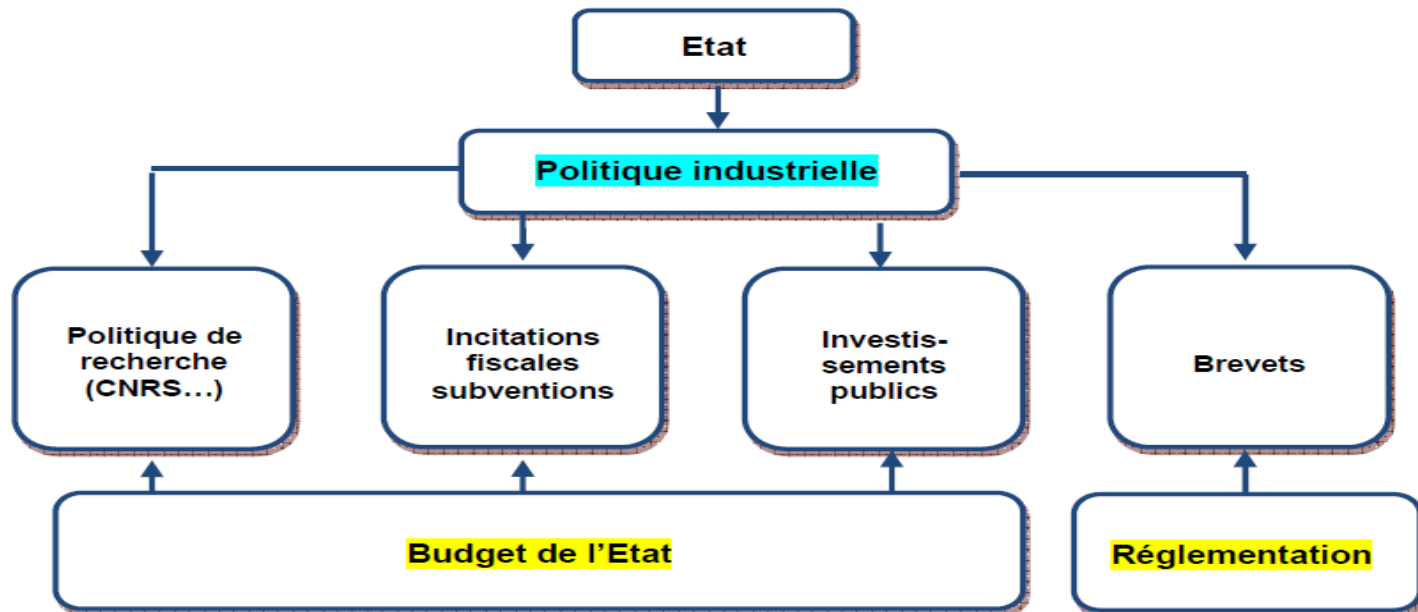 Etat
Politique industrielle
Politique de
recherche
(CNRS…)
Incitations
fiscales
subventions
Investis-
sements
publics
Brevets
Budget de l’Etat
Réglementation